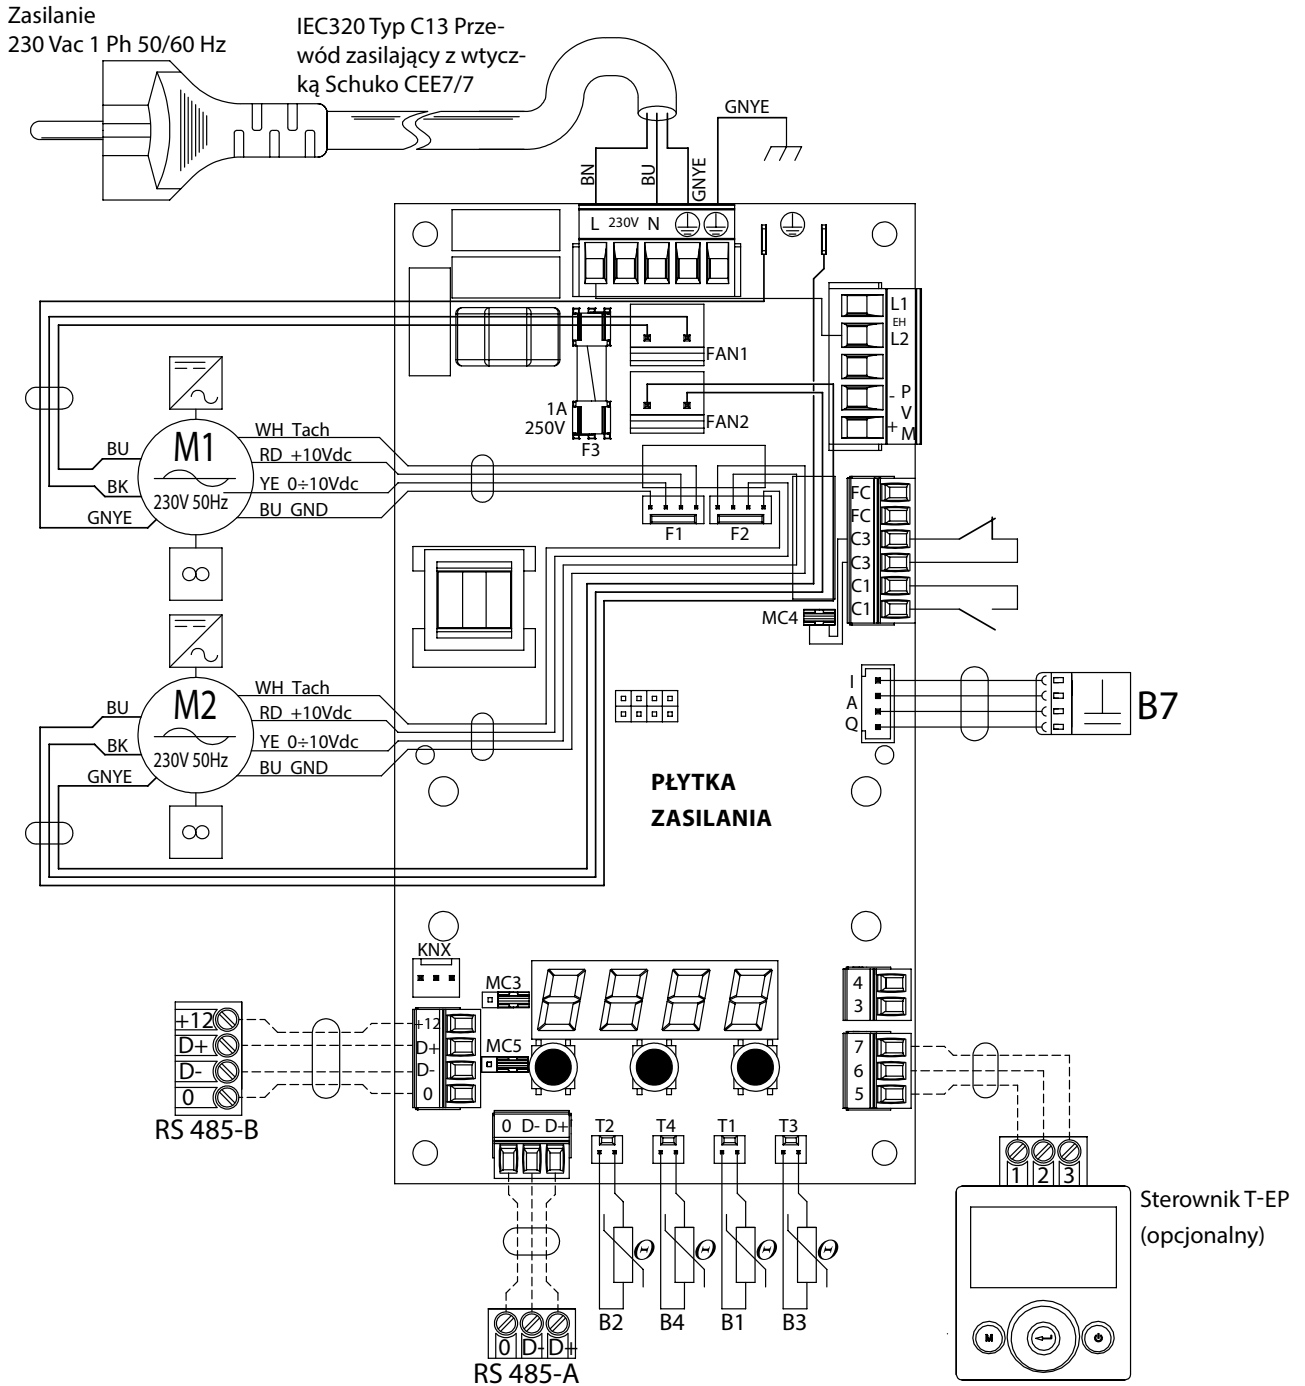 Zasilanie
230 Vac 1 Ph 50/60 Hz
IEC320 Typ C13 Prze-
wód zasilający z wtycz-
ką Schuko CEE7/7
GNYE
BN
BU
GNYE
L 230V N
L1
EH
L2
- P
V
+ M
FAN1
FAN2
1A
250V
F3
M1
230V 50Hz
BU
BK
GNYE
WH Tach
RD +10Vdc
YE 0÷10Vdc
BU GND
F1
F2
FC
FC
C3
C3
C1
C1
MC4
M2
230V 50Hz
BU
BK
GNYE
WH Tach
RD +10Vdc
YE 0÷10Vdc
BU GND
I
A
Q
B7
PŁYTKA
ZASILANIA
KNX
MC3
MC5
+12
D+
D-
0
RS 485-B
+12
D+
D-
0
4
3
7
6
5
0 D- D+
T2
T4
T1
T3
Θ
Θ
Θ
Θ
B2
B4
B1
B3
0 D- D+
RS 485-A
1 2 3
Sterownik T-EP
(opcjonalny)
M